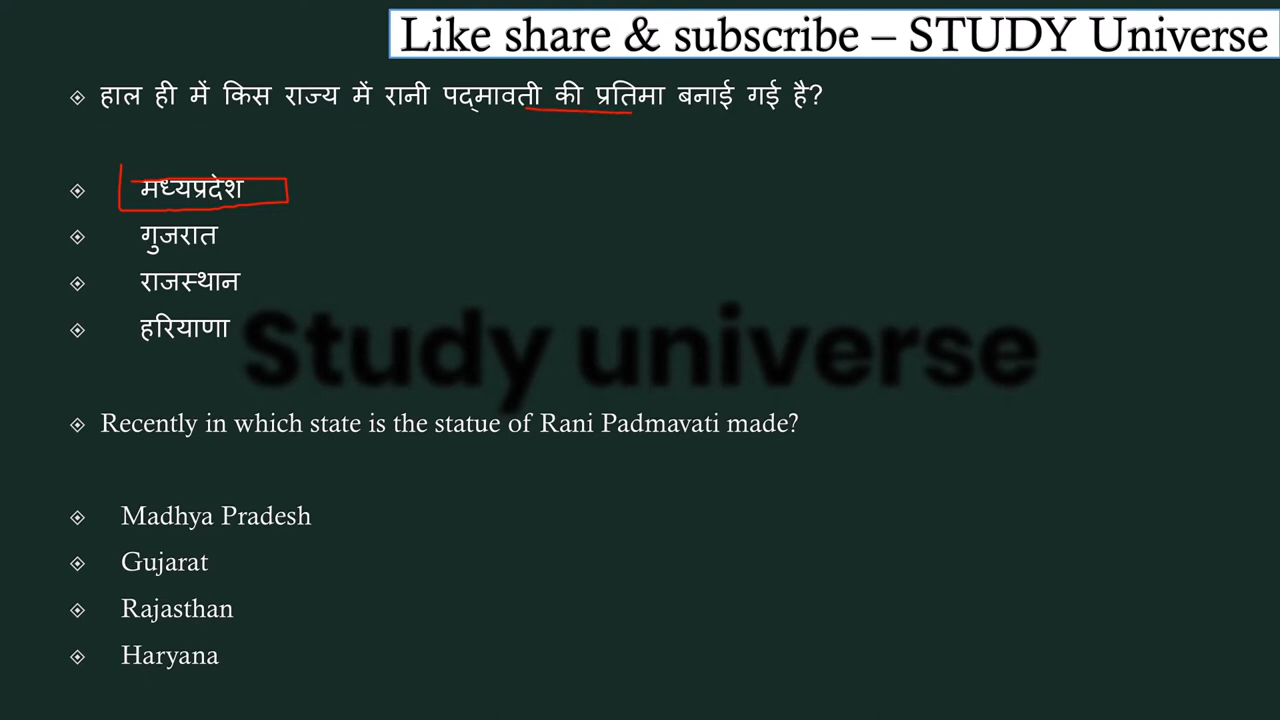 Like share & subscribe – STUDY Universe
हाल ही में किस राज्य में रानी पद्मावती की प्रतिमा बनाई गई है?
मध्यप्रदेश
गुजरात
राजस्थान
हरियाणा
Study universe
Recently in which state is the statue of Rani Padmavati made?
Madhya Pradesh
Gujarat
Rajasthan
Haryana